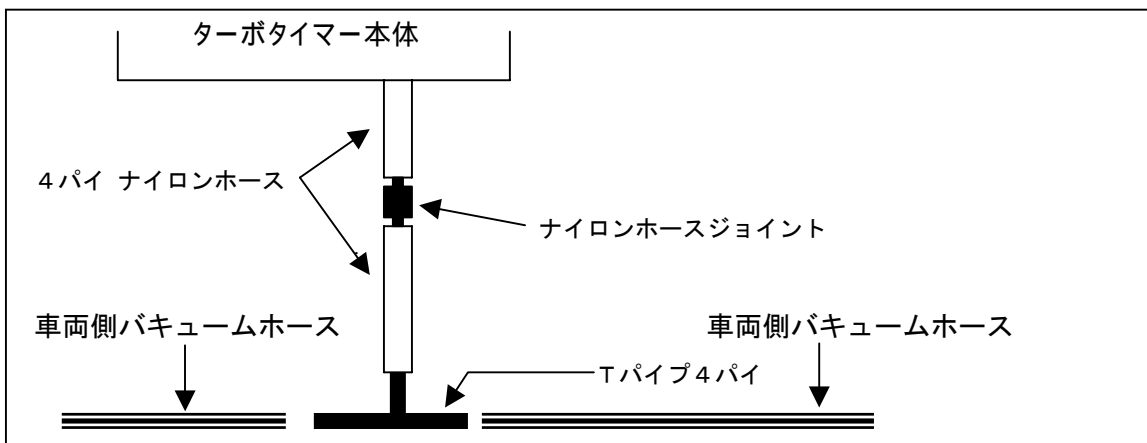 ターボタイマー本体
４パイ ナイロンホース
ナイロンホースジョイント
車両側バキュームホース
車両側バキュームホース
Ｔパイプ４パイ